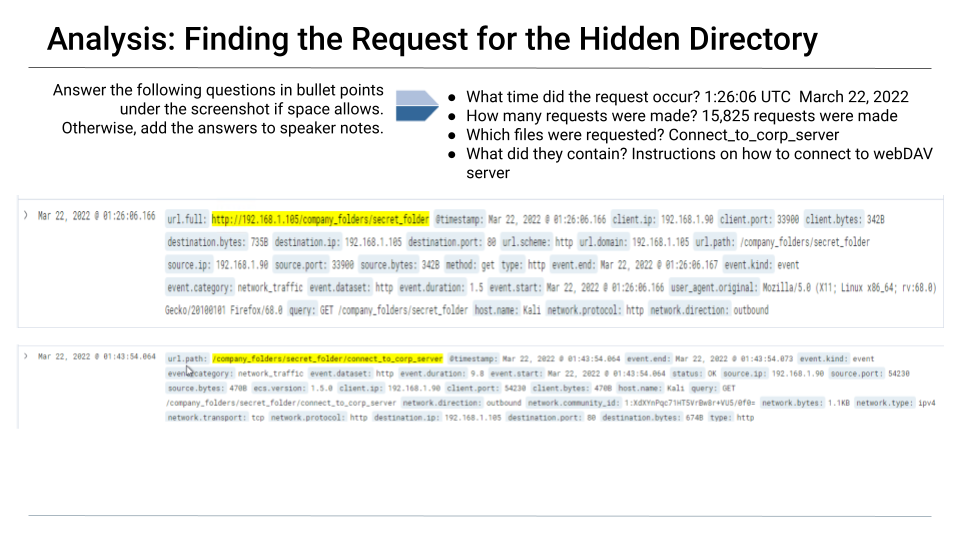 Analysis: Finding the Request for the Hidden Directory
Answer the following questions in bullet points
under the screenshot if space allows.
Otherwise, add the answers to speaker notes.
● What time did the request occur? 1:26:06 UTC  March 22, 2022
● How many requests were made? 15,825 requests were made
● Which files were requested? Connect_to_corp_server
● What did they contain? Instructions on how to connect to webDAV
server
> Mar 22, 2022 @ 01:26:06.166 url.full: http://192.168.1.105/company_folders/secret_folder @timestamp: Mar 22, 2022 @ 01:26:06.166 client.ip: 192.168.1.90 client.port: 33900 client.bytes: 342B
destination.bytes: 735B destination.ip: 192.168.1.105 destination.port: 80 url.scheme: http url.domain: 192.168.1.105 url.path: /company_folders/secret_folder
source.ip: 192.168.1.90 source.port: 33900 source.bytes: 342B method: get type: http event.end: Mar 22, 2022 @ 01:26:06.167 event.kind: event
event.category: network_traffic event.dataset: http event.duration: 1.5 event.start: Mar 22, 2022 @ 01:26:06.166 user_agent.original: Mozilla/5.0 (X11; Linux x86_64; rv:68.0)
Gecko/20100101 Firefox/68.0 query: GET /company_folders/secret_folder host.name: Kali network.protocol: http network.direction: outbound
> Mar 22, 2022 @ 01:43:54.064 url.path: /company_folders/secret_folder/connect_to_corp_server @timestamp: Mar 22, 2022 @ 01:43:54.064 event.end: Mar 22, 2022 @ 01:43:54.073 event.kind: event
event.category: network_traffic event.dataset: http event.duration: 9.8 event.start: Mar 22, 2022 @ 01:43:54.064 status: OK source.ip: 192.168.1.90 source.port: 54230
source.bytes: 470B ecs.version: 1.5.0 client.ip: 192.168.1.90 client.port: 54230 client.bytes: 470B host.name: Kali query: GET
/company_folders/secret_folder/connect_to_corp_server network.direction: outbound network.community_id: network.bytes: 1.1KB network.type: ipv4
network.transport: tcp network.protocol: http destination.ip: 192.168.1.105 destination.port: 80 destination.bytes: 674B type: http